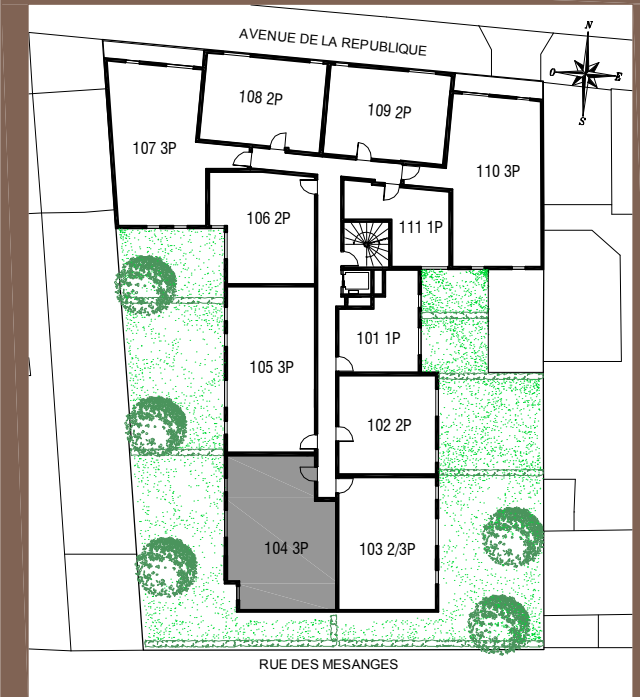 AVENUE DE LA REPUBLIQUE
N
O
E
S
108 2P
109 2P
107 3P
110 3P
106 2P
111 1P
101 1P
105 3P
102 2P
104 3P
103 2/3P
RUE DES MESANGES